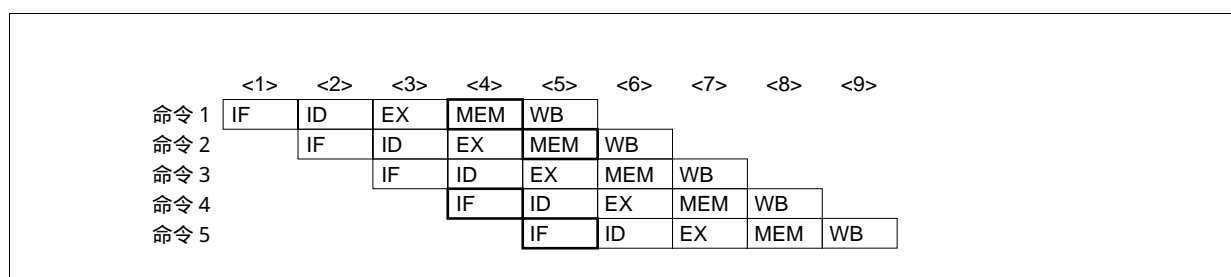 <1> <2> <3> <4> <5> <6> <7> <8> <9>
命令 1 IF ID EX MEM WB
命令 2 IF ID EX MEM WB
命令 3 IF ID EX MEM WB
命令 4 IF ID EX MEM WB
命令 5 IF ID EX MEM WB